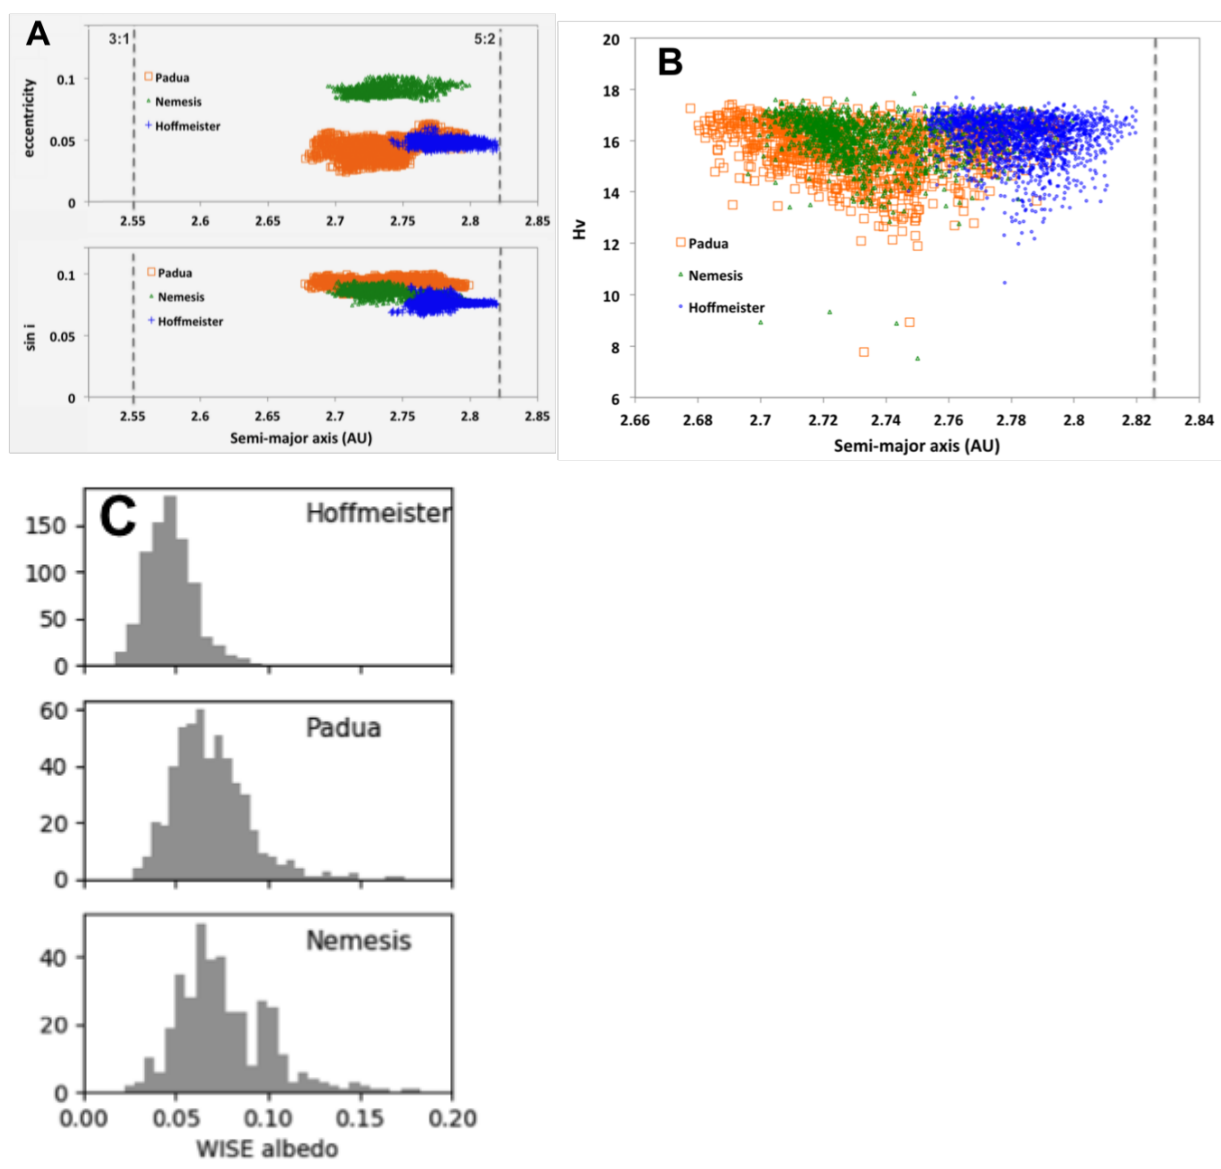 A
3:1
5:2
eccentricity
0.1
0.05
0
Padua
Nemesis
Hoffmeister
2.55 2.6 2.65 2.7 2.75 2.8 2.85
sin i
0.1
0.05
0
Padua
Nemesis
Hoffmeister
2.55 2.6 2.65 2.7 2.75 2.8 2.85
Semi-major axis (AU)
B
Hv
20
18
16
14
12
10
8
6
Padua
Nemesis
Hoffmeister
2.66 2.68 2.7 2.72 2.74 2.76 2.78 2.8 2.82 2.84
Semi-major axis (AU)
C
Hoffmeister
150
100
50
0
Padua
60
40
20
0
Nemesis
40
20
0
0.00 0.05 0.10 0.15 0.20
WISE albedo